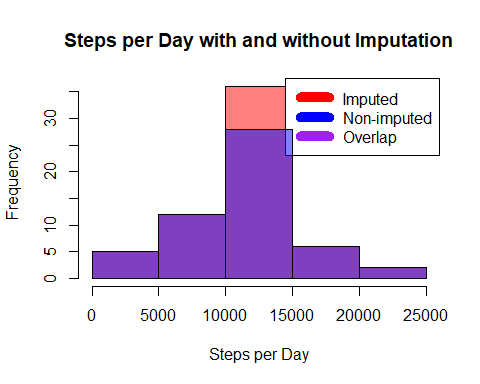 Steps per Day with and without Imputation
Imputed
Non-imputed
Overlap
Frequency
30
20
10
5
0
0 5000 10000 15000 20000 25000
Steps per Day